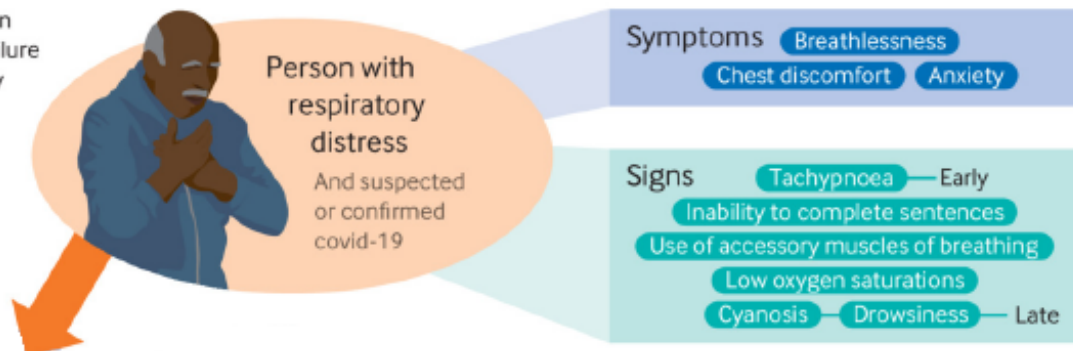 n
lure
y
Person with
respiratory
distress
And suspected
or confirmed
covid-19
Symptoms Breathlessness
Chest discomfort Anxiety
Signs Tachypnoea Early
Inability to complete sentences
Use of accessory muscles of breathing
Low oxygen saturations
Cyanosis Drowsiness Late